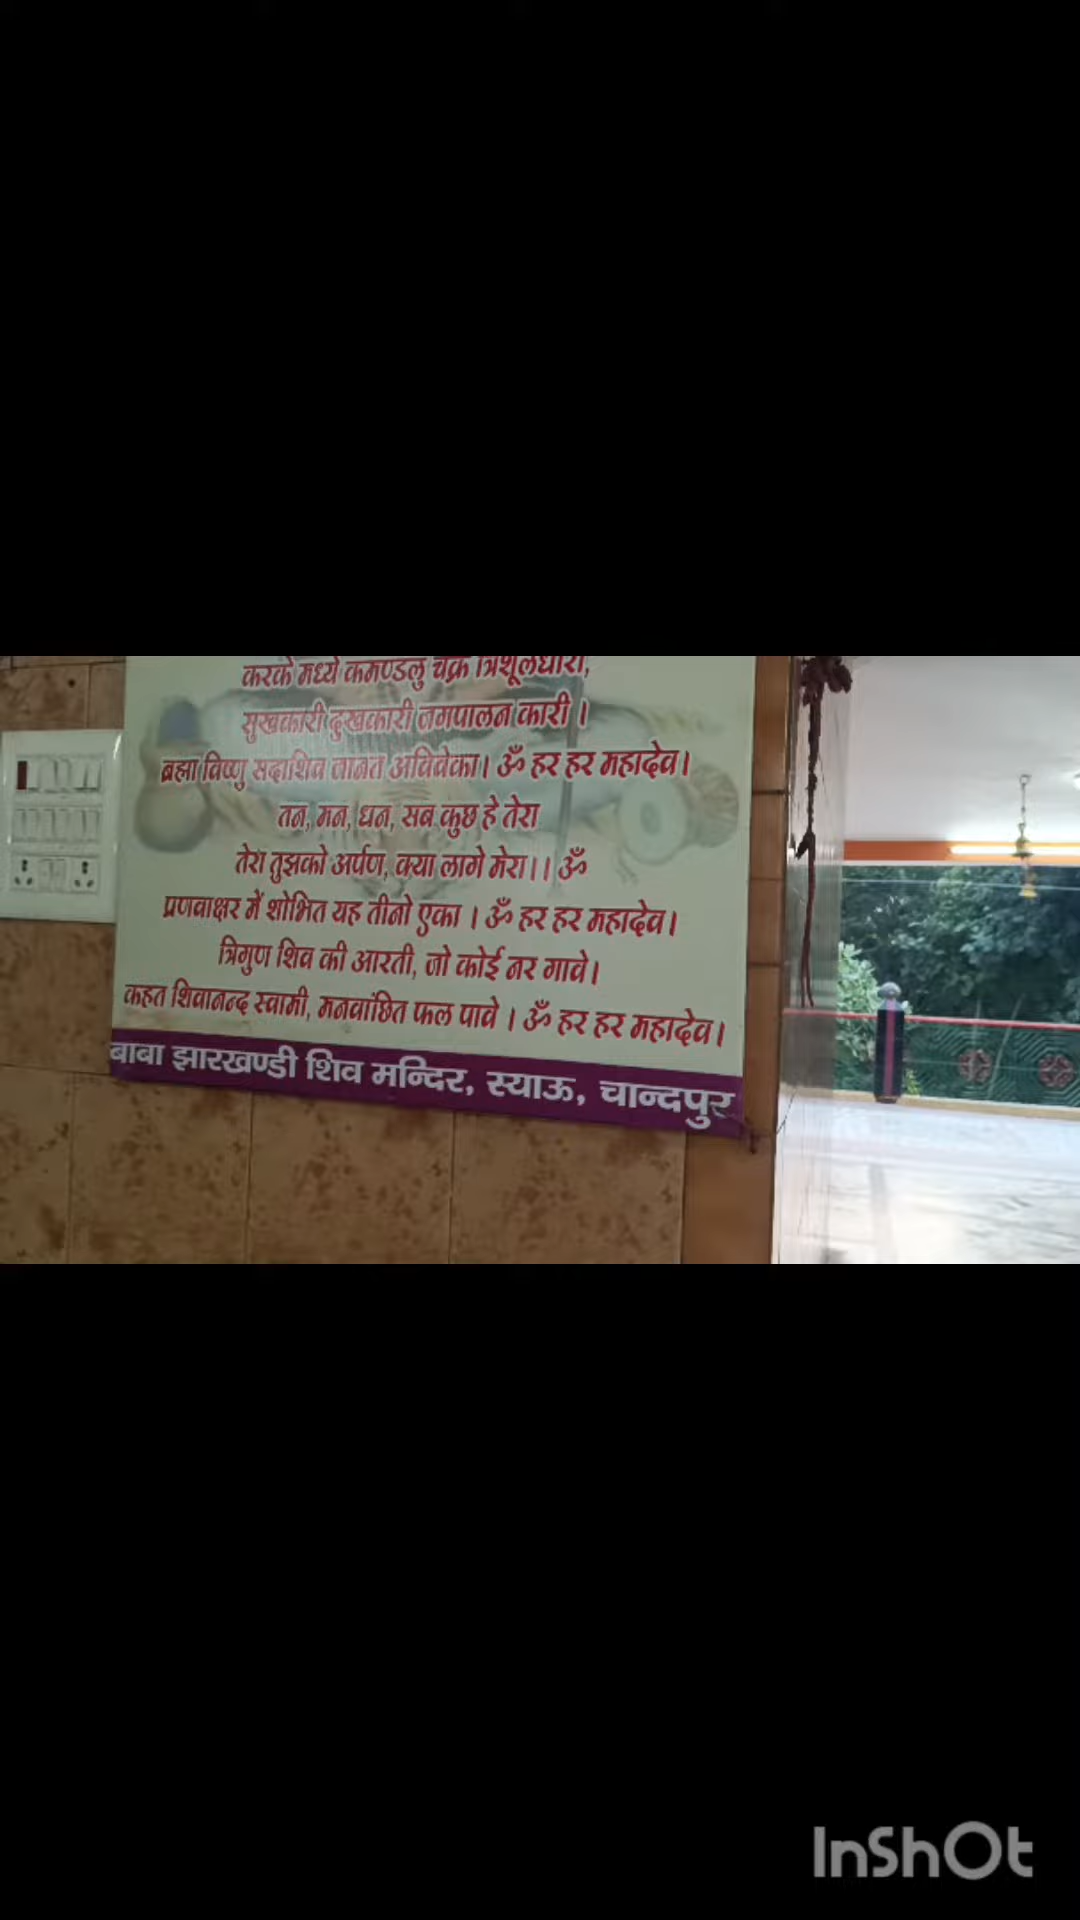 करके मध्ये कमण्डलु चक्र त्रिशूलधारी,
सुखकारी दुखकारी जगपालन कारी ।
ब्रह्मा विष्णु सदाशिव जानत अविवेका। ॐ हर हर महादेव।
तन, मन, धन, सब कुछ हे तेरा
तेरा तुझको अर्पण, क्या लागे मेरा।। ॐ
प्रणवाक्षर में शोभित यह तीनो एका । ॐ हर हर महादेव।
त्रिगुण शिव की आरती, जो कोई नर गावे।
कहत शिवानन्द स्वामी, मनवांछित फल पावे । ॐ हर हर महादेव।
बाबा झारखण्डी शिव मन्दिर, स्याऊ, चान्दपुर
InShOt